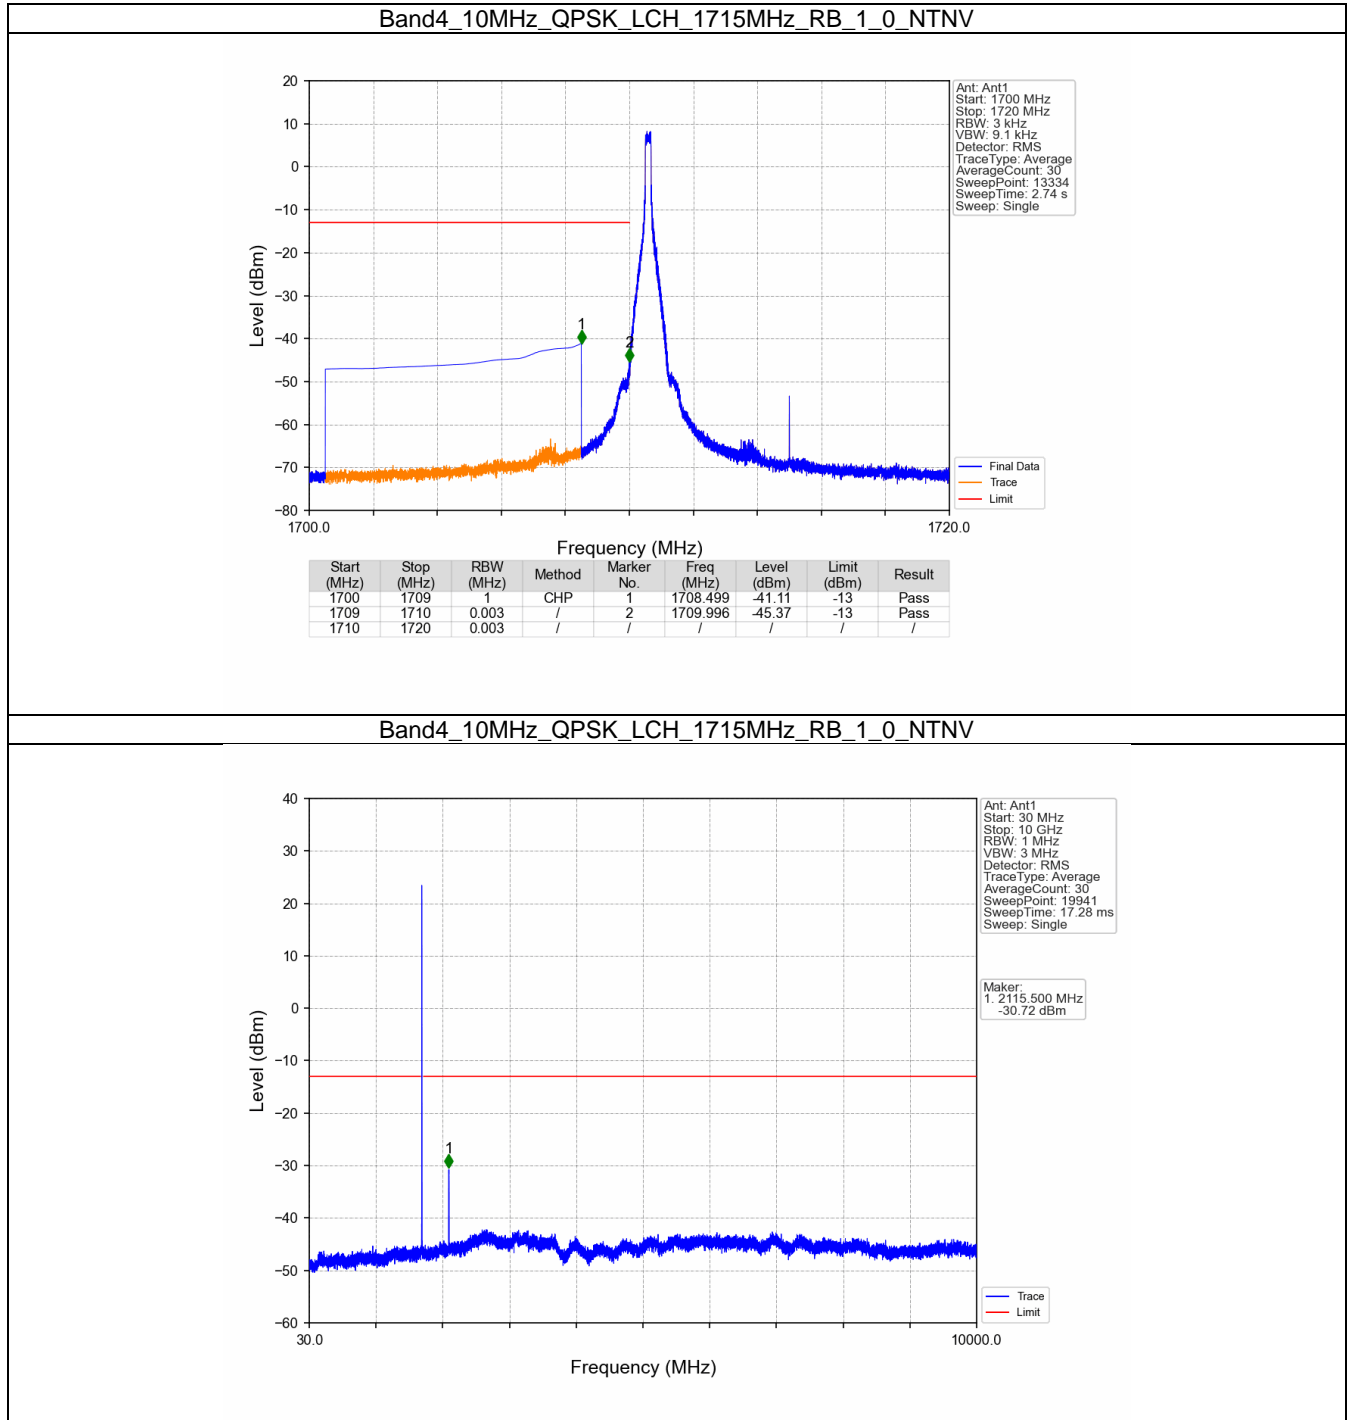 Band4_10MHz_QPSK_LCH_1715MHz_RB_1_0_NTNV
20
10
0
−10
−20
−30
−40
−50
−60
−70
−80
Level (dBm)
1
2
Ant: Ant1
Start: 1700 MHz
Stop: 1720 MHz
RBW: 3 kHz
VBW: 9.1 kHz
Detector: RMS
TraceType: Average
AverageCount: 30
SweepPoint: 13334
SweepTime: 2.74 s
Sweep: Single
Final Data
Trace
Limit
1700.0 1720.0
Frequency (MHz)
Start (MHz) Stop (MHz) RBW (MHz) Method Marker No. Freq (MHz) Level (dBm) Limit (dBm) Result
1700 1709 1 CHP 1 1708.499 -41.11 -13 Pass
1709 1710 0.003 / 2 1709.996 -45.37 -13 Pass
1710 1720 0.003 / / / / / /
Band4_10MHz_QPSK_LCH_1715MHz_RB_1_0_NTNV
40
30
20
10
0
−10
−20
−30
−40
−50
−60
Level (dBm)
1
Ant: Ant1
Start: 30 MHz
Stop: 10 GHz
RBW: 1 MHz
VBW: 3 MHz
Detector: RMS
TraceType: Average
AverageCount: 30
SweepPoint: 19941
SweepTime: 17.28 ms
Sweep: Single
Maker:
1. 2115.500 MHz
-30.72 dBm
Trace
Limit
30.0 10000.0
Frequency (MHz)